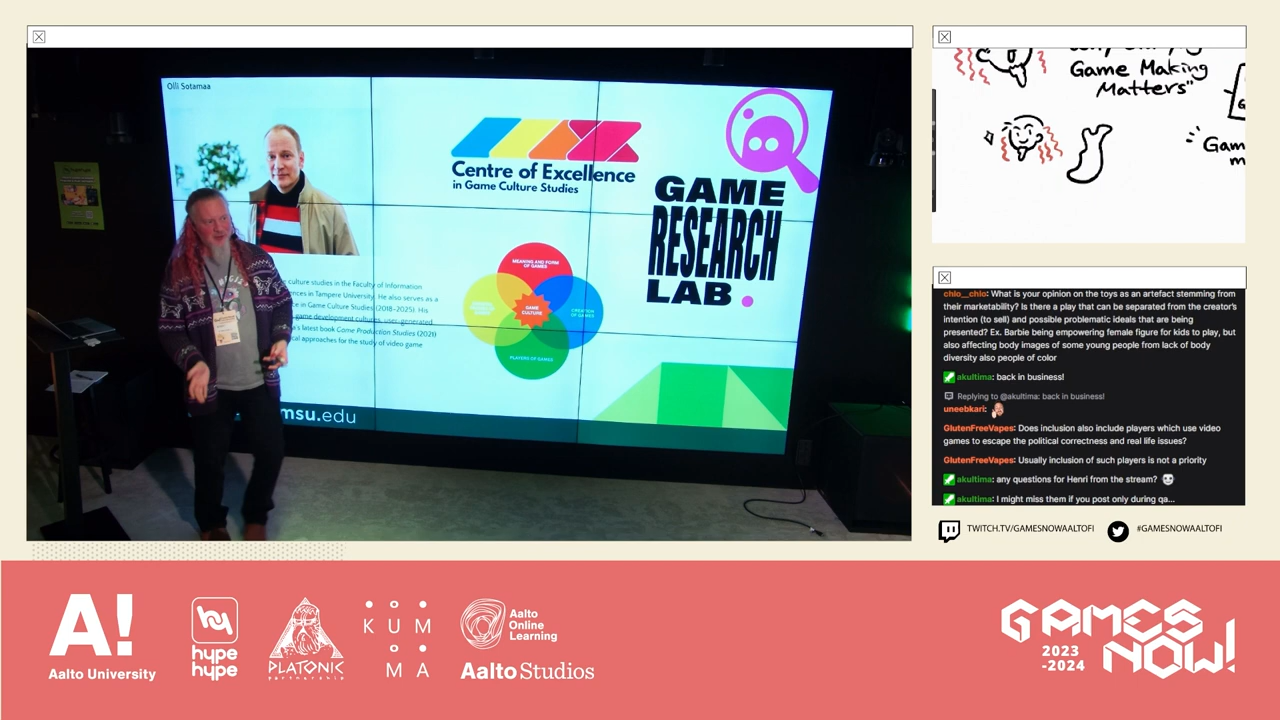 Olli Sotamaa
Centre of Excellence
in Game Culture Studies
GAME
RESEARCH
LAB
MEANING AND FORM
OF GAMES
CREATION
OF GAMES
GAME
CULTURE
PLAYERS OF GAMES
culture studies in the Faculty of Information
ences in Tampere University. He also serves as a
ce in Game Culture Studies (2018-2025). His
game development cultures, user-generated
latest book Game Production Studies (2021)
cal approaches for the study of video game
msu.edu
Game Making
Matters"
Gam
m
chio__chio: What is your opinion on the toys as an artefact stemming from
their marketability? Is there a play that can be separated from the creator's
intention (to sell) and possible problematic ideals that are being
presented? Ex. Barbie being empowering female figure for kids to play, but
also affecting body images of some young people from lack of body
diversity also people of color
akultima: back in business!
Replying to @akultima: back in business!
uneebkari:
GlutenFreeVapes: Does inclusion also include players which use video
games to escape the political correctness and real life issues?
GlutenFreeVapes: Usually inclusion of such players is not a priority
akultima: any questions for Henri from the stream?
akultima: I might miss them if you post only during qa...
TWITCH.TV/GAMESNOWAALTOFI
#GAMESNOWAALTOFI
A!
Aalto University
hype
hype
PLATONIC
partnership
KUM
MA
Aalto
Online
Learning
Aalto Studios
GAMES
NOW!
2023
-2024